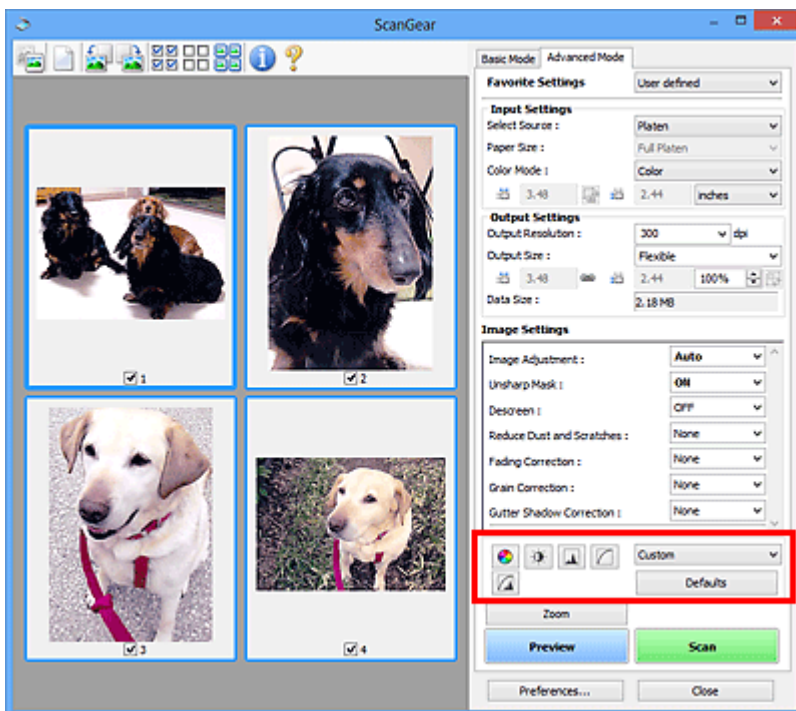 ScanGear
Basic Mode Advanced Mode
Favorite Settings User defined
Input Settings
Select Source : Platen
Paper Size : Full Platen
Color Mode : Color
3.48 2.44 inches
Output Settings
Output Resolution : 300 dpi
Output Size : Flexible
3.48 2.44 100%
Data Size : 2.18 MB
Image Settings
Image Adjustment : Auto
Unsharp Mask : ON
Descreen : OFF
Reduce Dust and Scratches : None
Fading Correction : None
Grain Correction : None
Gutter Shadow Correction : None
1
2
Custom
Defaults
Zoom
Preview Scan
3
4
Preferences... Close